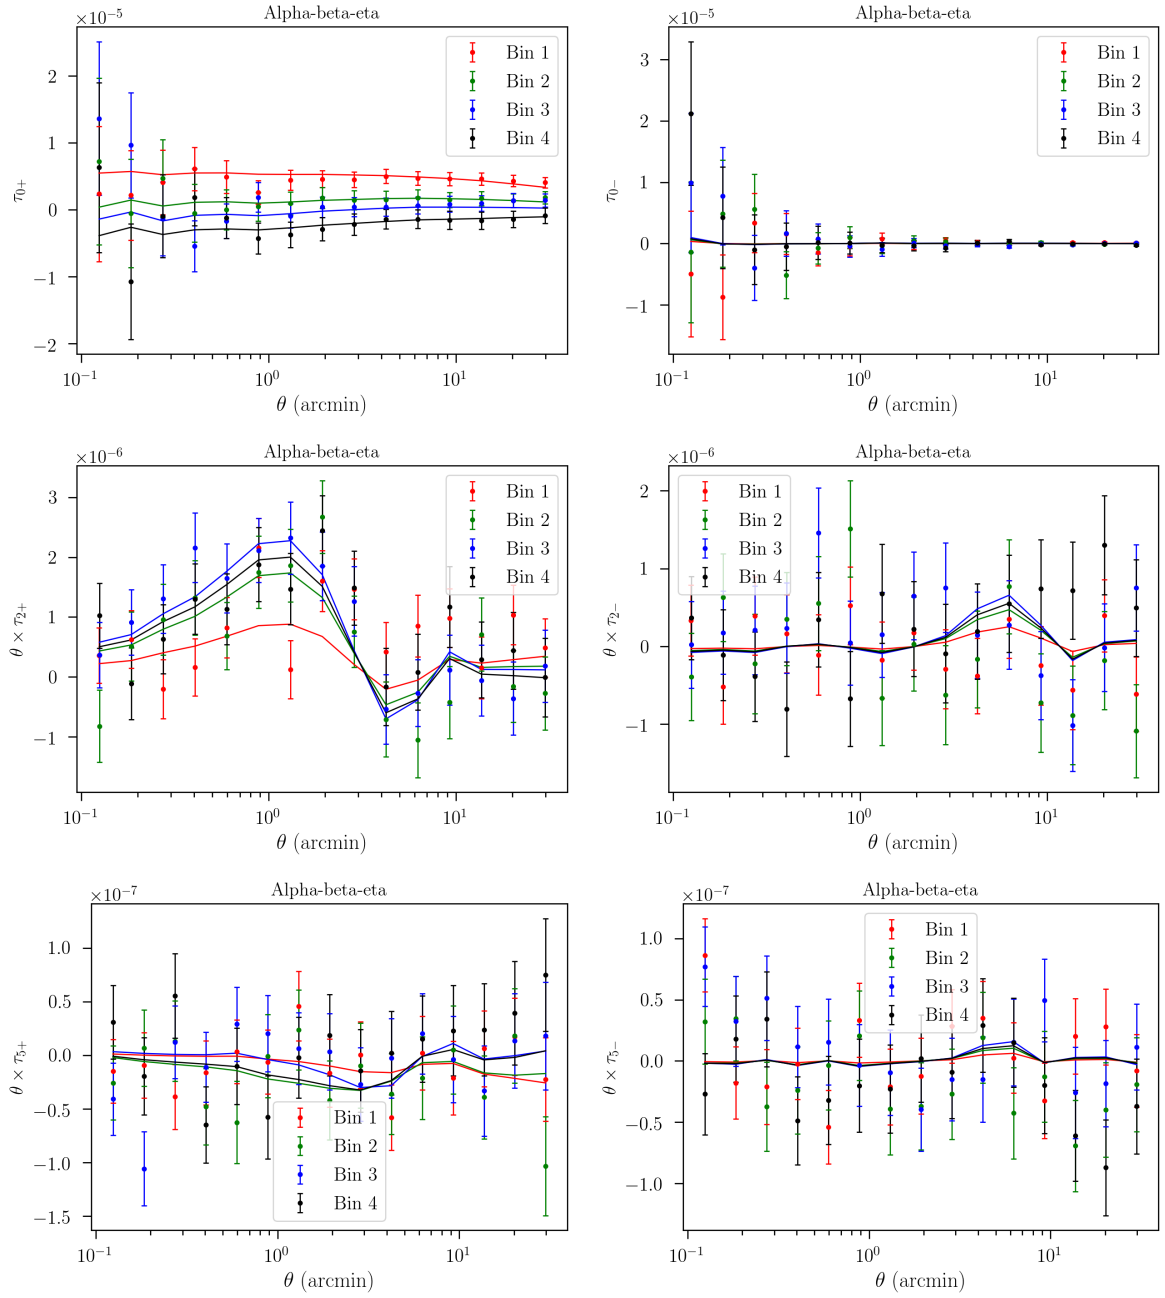 Alpha-beta-eta
×10⁻⁵
τ₀₊
2
1
0
−1
−2
Bin 1
Bin 2
Bin 3
Bin 4
10⁻¹ 10⁰ 10¹
θ (arcmin)
Alpha-beta-eta
×10⁻⁵
τ₀₋
3
2
1
0
−1
Bin 1
Bin 2
Bin 3
Bin 4
10⁻¹ 10⁰ 10¹
θ (arcmin)
Alpha-beta-eta
×10⁻⁶
θ × τ₂₊
3
2
1
0
−1
Bin 1
Bin 2
Bin 3
Bin 4
10⁻¹ 10⁰ 10¹
θ (arcmin)
Alpha-beta-eta
×10⁻⁶
θ × τ₂₋
2
1
0
−1
Bin 1
Bin 2
Bin 3
Bin 4
10⁻¹ 10⁰ 10¹
θ (arcmin)
Alpha-beta-eta
×10⁻⁷
θ × τ₅₊
1.0
0.5
0.0
−0.5
−1.0
−1.5
Bin 1
Bin 2
Bin 3
Bin 4
10⁻¹ 10⁰ 10¹
θ (arcmin)
Alpha-beta-eta
×10⁻⁷
θ × τ₅₋
1.0
0.5
0.0
−0.5
−1.0
Bin 1
Bin 2
Bin 3
Bin 4
10⁻¹ 10⁰ 10¹
θ (arcmin)